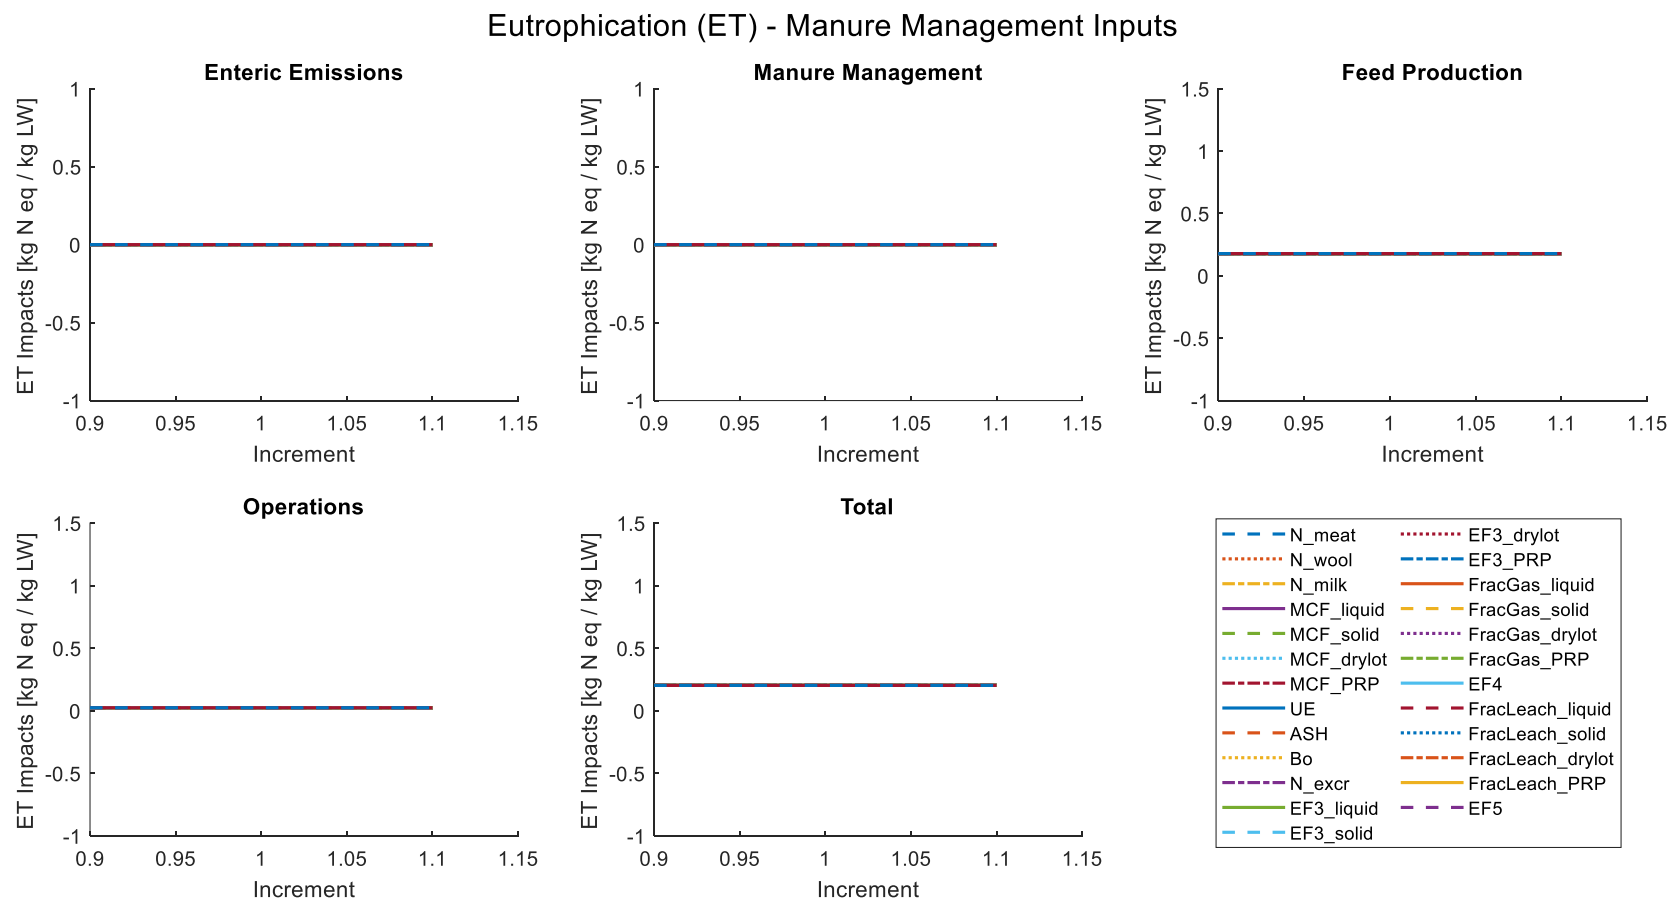 Eutrophication (ET) - Manure Management Inputs
Enteric Emissions
ET Impacts [kg N eq / kg LW]
1
0.5
0
-0.5
-1
0.9 0.95 1 1.05 1.1 1.15
Increment
Manure Management
ET Impacts [kg N eq / kg LW]
1
0.5
0
-0.5
-1
0.9 0.95 1 1.05 1.1 1.15
Increment
Feed Production
ET Impacts [kg N eq / kg LW]
1.5
1
0.5
0
-0.5
-1
0.9 0.95 1 1.05 1.1 1.15
Increment
Operations
ET Impacts [kg N eq / kg LW]
1.5
1
0.5
0
-0.5
-1
0.9 0.95 1 1.05 1.1 1.15
Increment
Total
ET Impacts [kg N eq / kg LW]
1.5
1
0.5
0
-0.5
-1
0.9 0.95 1 1.05 1.1 1.15
Increment
N_meat
N_wool
N_milk
MCF_liquid
MCF_solid
MCF_drylot
MCF_PRP
UE
ASH
Bo
N_excr
EF3_liquid
EF3_solid
EF3_drylot
EF3_PRP
FracGas_liquid
FracGas_solid
FracGas_drylot
FracGas_PRP
EF4
FracLeach_liquid
FracLeach_solid
FracLeach_drylot
FracLeach_PRP
EF5